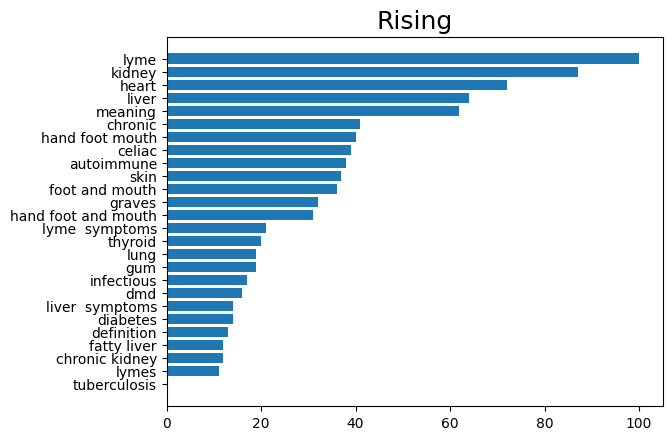 Rising
lyme
kidney
heart
liver
meaning
chronic
hand foot mouth
celiac
autoimmune
skin
foot and mouth
graves
hand foot and mouth
lyme  symptoms
thyroid
lung
gum
infectious
dmd
liver  symptoms
diabetes
definition
fatty liver
chronic kidney
lymes
tuberculosis
0 20 40 60 80 100